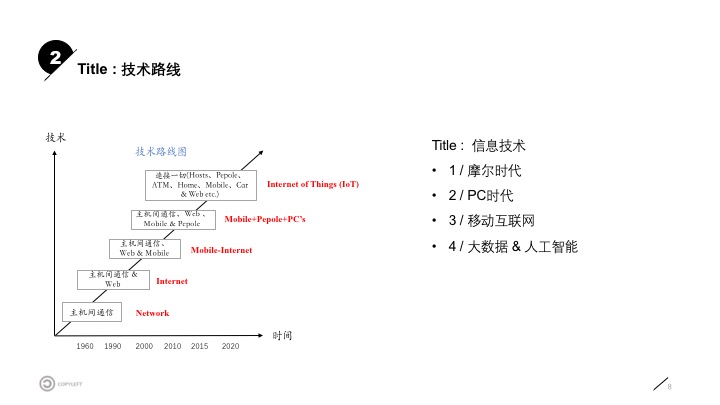 2
Title : 技术路线
技术
技术路线图
连接一切(Hosts、Pepole、
ATM、Home、Mobile、Car
& Web etc.)
Internet of Things (IoT)
主机间通信、Web 、
Mobile & Pepole
Mobile+Pepole+PC's
主机间通信、
Web & Mobile
Mobile-Internet
主机间通信 &
Web
Internet
主机间通信
Network
时间
1960 1990 2000 2010 2015 2020
Title : 信息技术
• 1 / 摩尔时代
• 2 / PC时代
• 3 / 移动互联网
• 4 / 大数据 & 人工智能
COPYLEFT
8